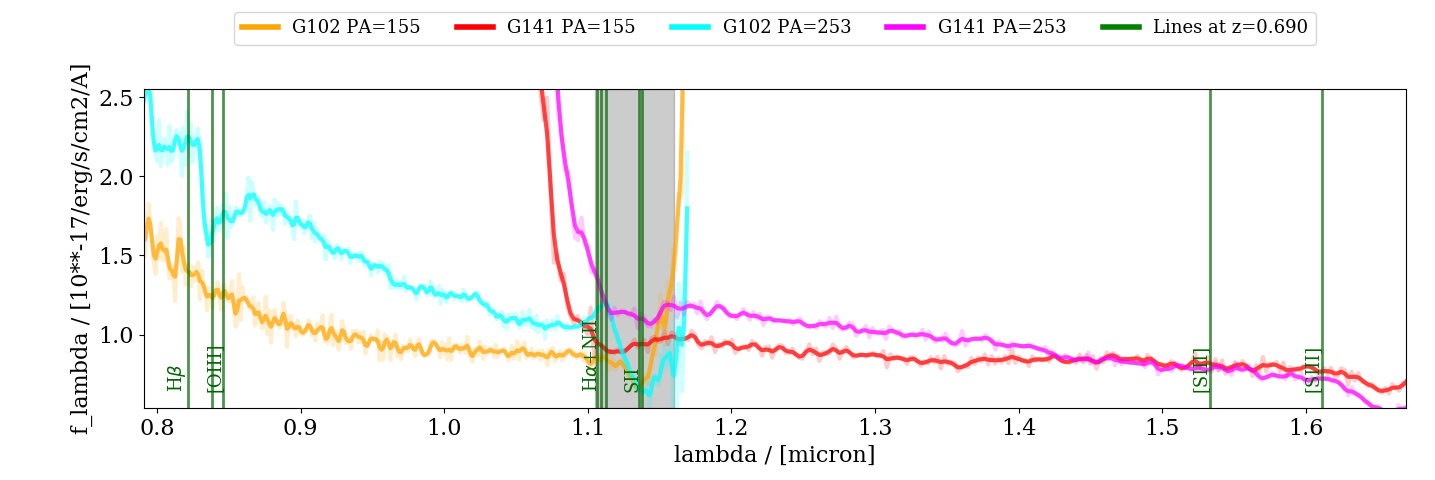 G102 PA=155 G141 PA=155 G102 PA=253 G141 PA=253 Lines at z=0.690
f_lambda / [10**-17/erg/s/cm2/A]
2.5
2.0
1.5
1.0
Hβ
[OIII]
Hα+ NII
SII
[SIII]
[SIII]
0.8 0.9 1.0 1.1 1.2 1.3 1.4 1.5 1.6
lambda / [micron]